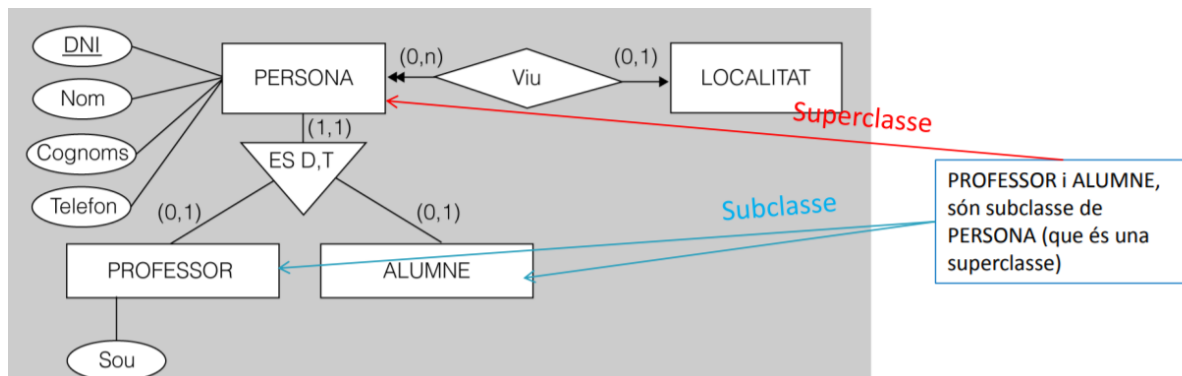 DNI
Nom
Cognoms
Telefon
PERSONA
(0,n)
Viu
(0,1)
LOCALITAT
Superclasse
(1,1)
ES D,T
(0,1)
(0,1)
Subclasse
PROFESSOR
ALUMNE
Sou
PROFESSOR i ALUMNE,
són subclasse de
PERSONA (que és una
superclasse)